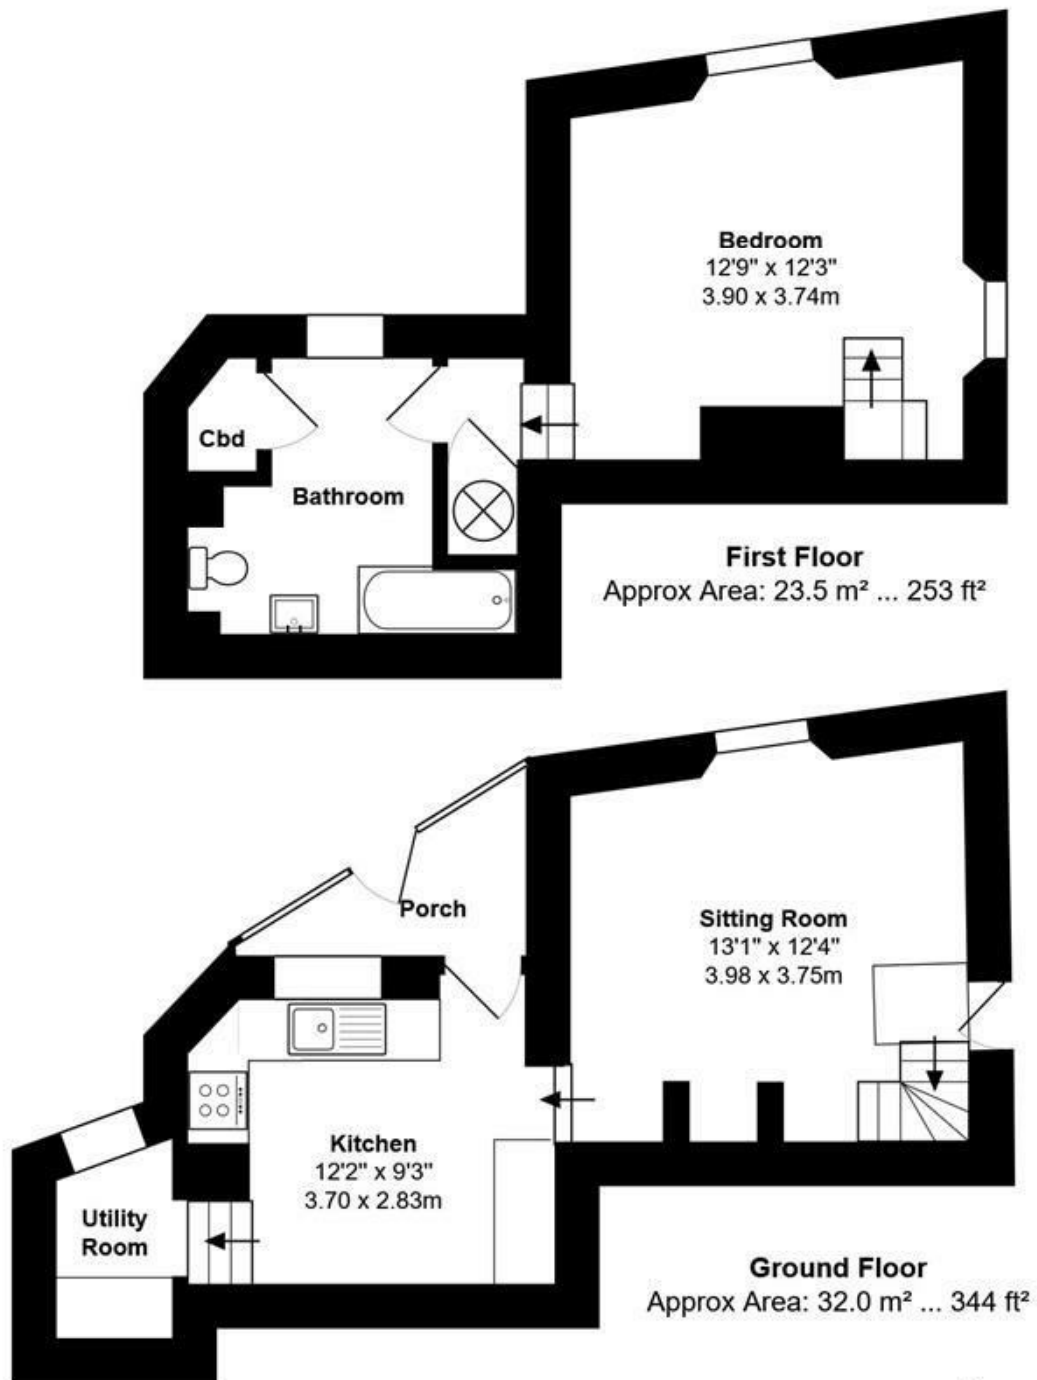 Bedroom
12'9" x 12'3"
3.90 x 3.74m
Cbd
Bathroom
First Floor
Approx Area: 23.5 m² ... 253 ft²
Porch
Sitting Room
13'1" x 12'4"
3.98 x 3.75m
Kitchen
12'2" x 9'3"
3.70 x 2.83m
Utility
Room
Ground Floor
Approx Area: 32.0 m² ... 344 ft²